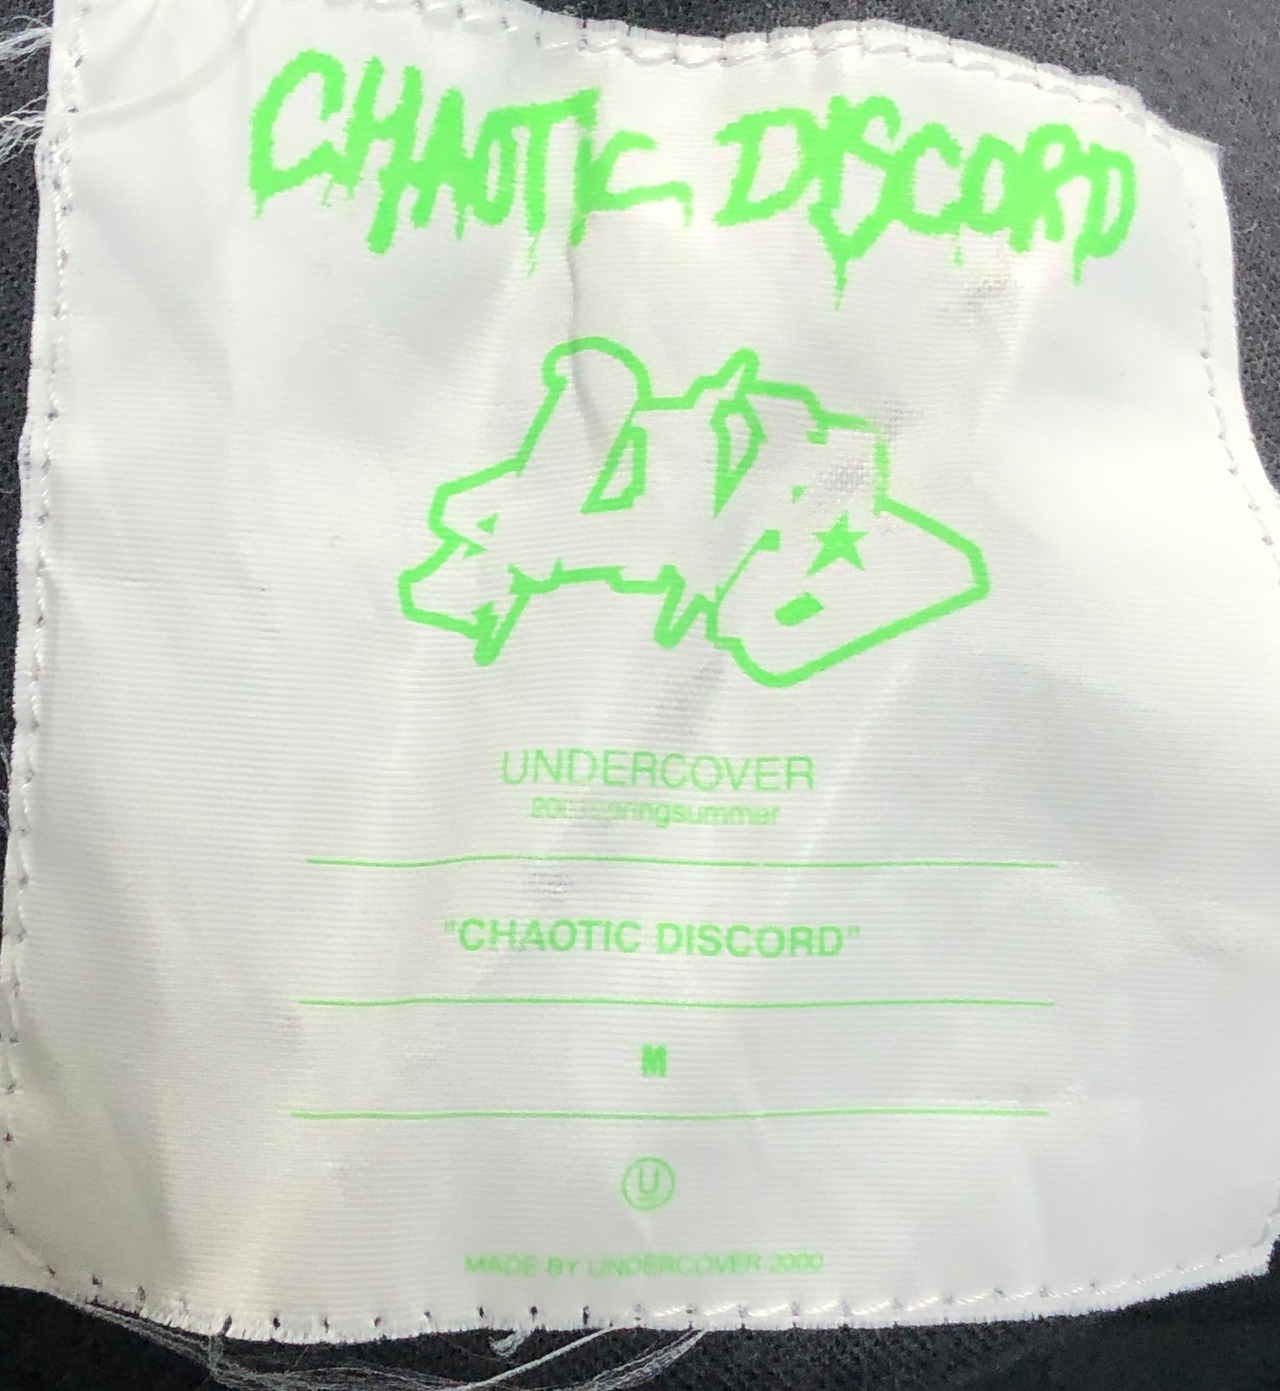 CHAOTIC DISCORD
UNDERCOVER
"CHAOTIC DISCORD"
M
U
MADE BY UNDERCOVER 2000